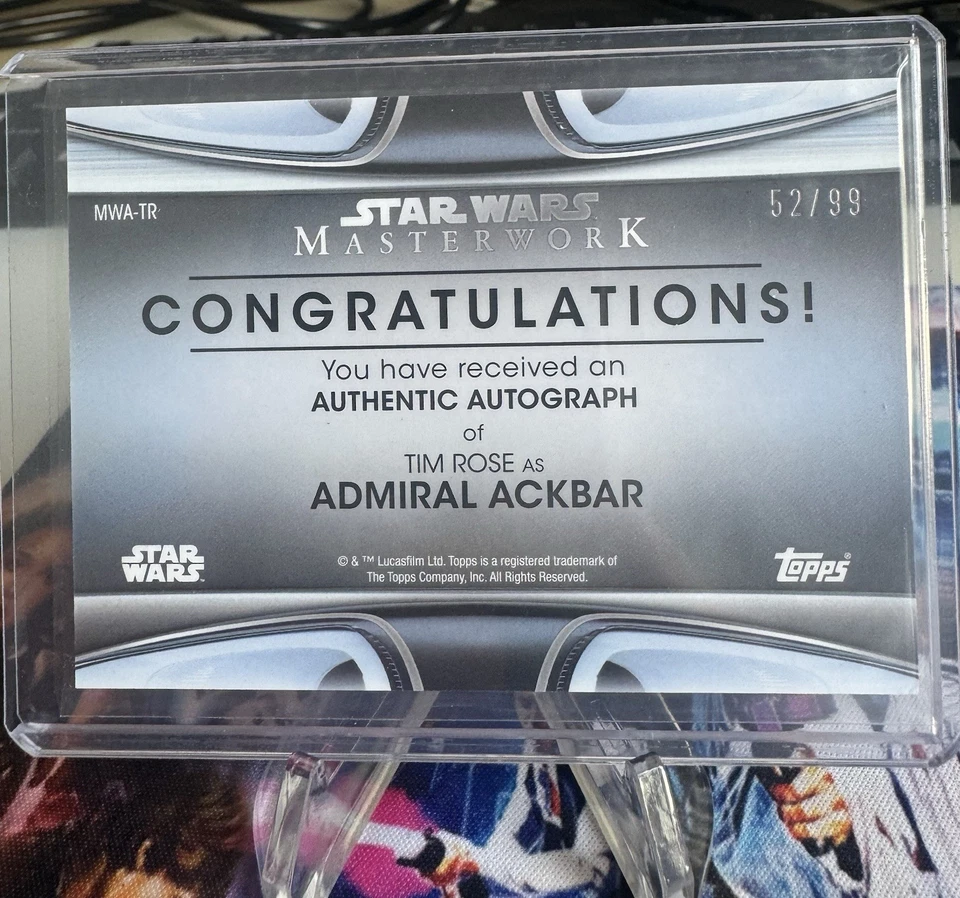 MWA-TR
52/99
STAR WARS
MASTERWORK
CONGRATULATIONS!
You have received an
AUTHENTIC AUTOGRAPH
of
TIM ROSE AS
ADMIRAL ACKBAR
STAR
WARS
© & ™ Lucasfilm Ltd. Topps is a registered trademark of
The Topps Company, Inc. All Rights Reserved.
Topps®